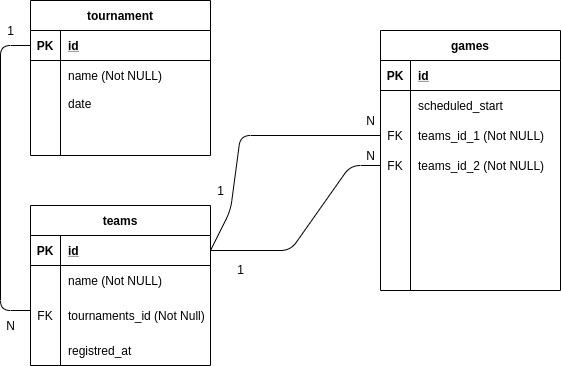 tournament
1
PK id
name (Not NULL)
date
games
PK id
scheduled_start
N
FK teams_id_1 (Not NULL)
N
FK teams_id_2 (Not NULL)
1
teams
PK id
1
name (Not NULL)
FK tournaments_id (Not Null)
N
registred_at